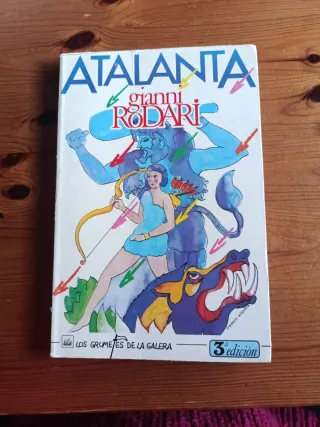 ATALANTA
gianni
RODARI
LOS GRUMETES DE LA GALERA
3ª edición